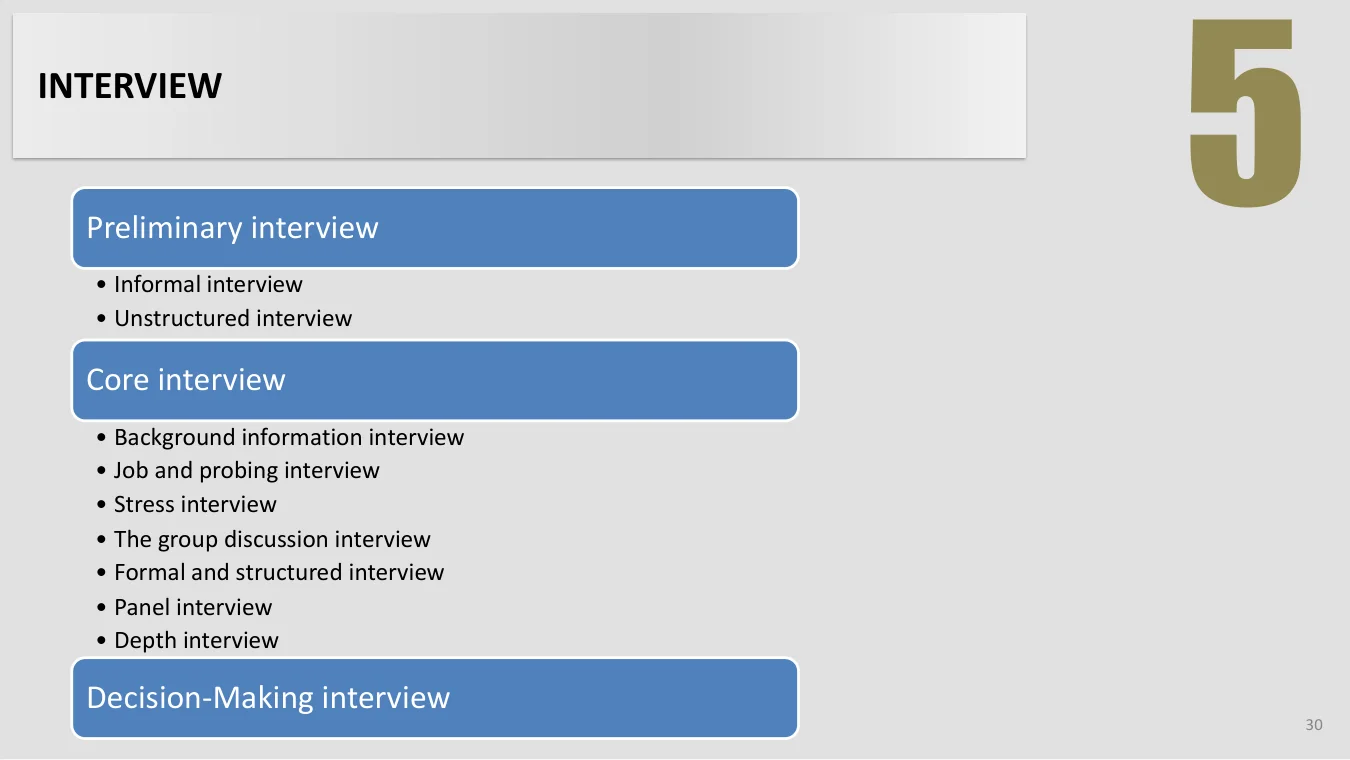 INTERVIEW
5
Preliminary interview
• Informal interview
• Unstructured interview
Core interview
• Background information interview
• Job and probing interview
• Stress interview
• The group discussion interview
• Formal and structured interview
• Panel interview
• Depth interview
Decision-Making interview
30